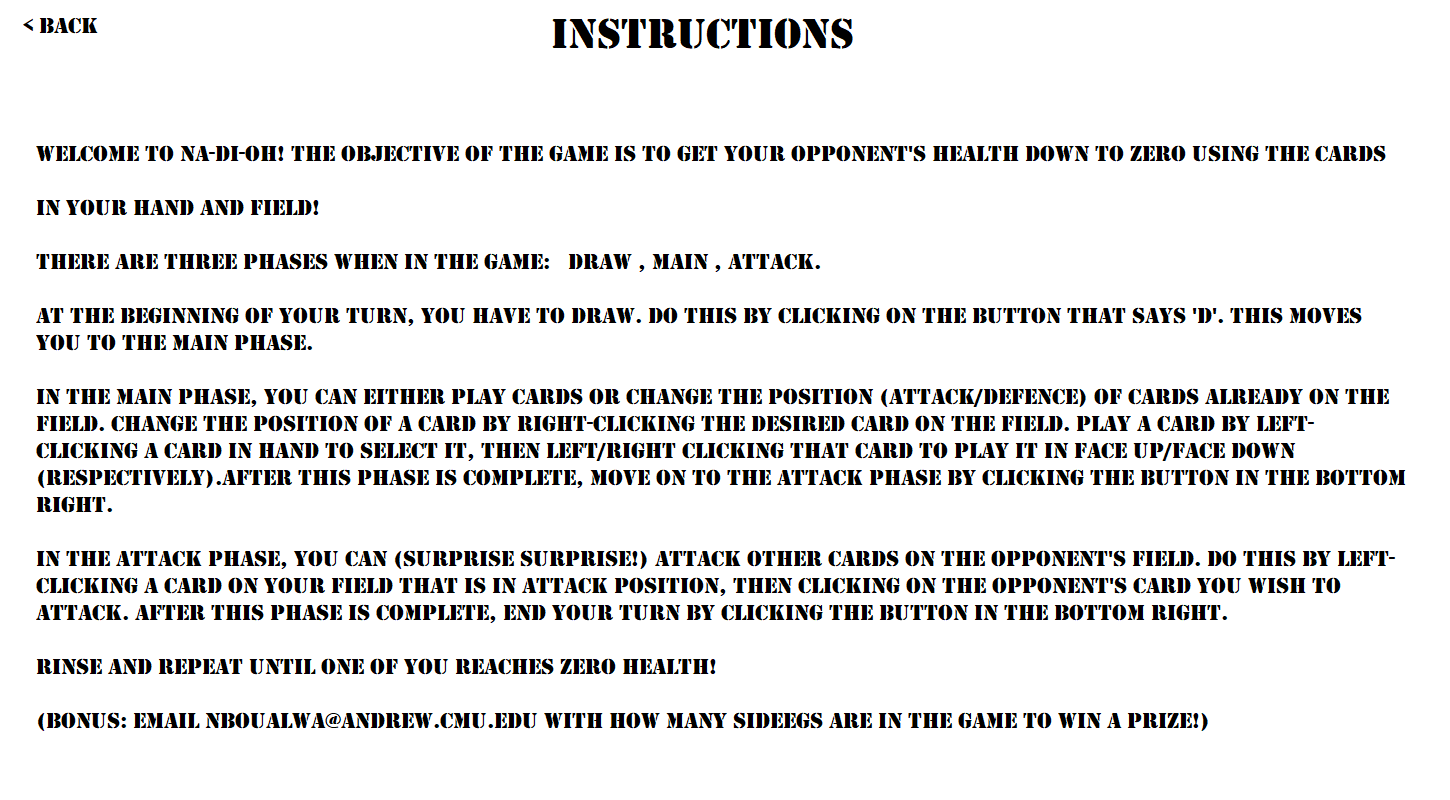 < BACK
INSTRUCTIONS
WELCOME TO NA-DI-OH! THE OBJECTIVE OF THE GAME IS TO GET YOUR OPPONENT'S HEALTH DOWN TO ZERO USING THE CARDS
IN YOUR HAND AND FIELD!
THERE ARE THREE PHASES WHEN IN THE GAME:   DRAW , MAIN , ATTACK.
AT THE BEGINNING OF YOUR TURN, YOU HAVE TO DRAW. DO THIS BY CLICKING ON THE BUTTON THAT SAYS 'D'. THIS MOVES
YOU TO THE MAIN PHASE.
IN THE MAIN PHASE, YOU CAN EITHER PLAY CARDS OR CHANGE THE POSITION (ATTACK/DEFENCE) OF CARDS ALREADY ON THE
FIELD. CHANGE THE POSITION OF A CARD BY RIGHT-CLICKING THE DESIRED CARD ON THE FIELD. PLAY A CARD BY LEFT-
CLICKING A CARD IN HAND TO SELECT IT, THEN LEFT/RIGHT CLICKING THAT CARD TO PLAY IT IN FACE UP/FACE DOWN
(RESPECTIVELY).AFTER THIS PHASE IS COMPLETE, MOVE ON TO THE ATTACK PHASE BY CLICKING THE BUTTON IN THE BOTTOM
RIGHT.
IN THE ATTACK PHASE, YOU CAN (SURPRISE SURPRISE!) ATTACK OTHER CARDS ON THE OPPONENT'S FIELD. DO THIS BY LEFT-
CLICKING A CARD ON YOUR FIELD THAT IS IN ATTACK POSITION, THEN CLICKING ON THE OPPONENT'S CARD YOU WISH TO
ATTACK. AFTER THIS PHASE IS COMPLETE, END YOUR TURN BY CLICKING THE BUTTON IN THE BOTTOM RIGHT.
RINSE AND REPEAT UNTIL ONE OF YOU REACHES ZERO HEALTH!
(BONUS: EMAIL NBOUALWA@ANDREW.CMU.EDU WITH HOW MANY SIDEEGS ARE IN THE GAME TO WIN A PRIZE!)